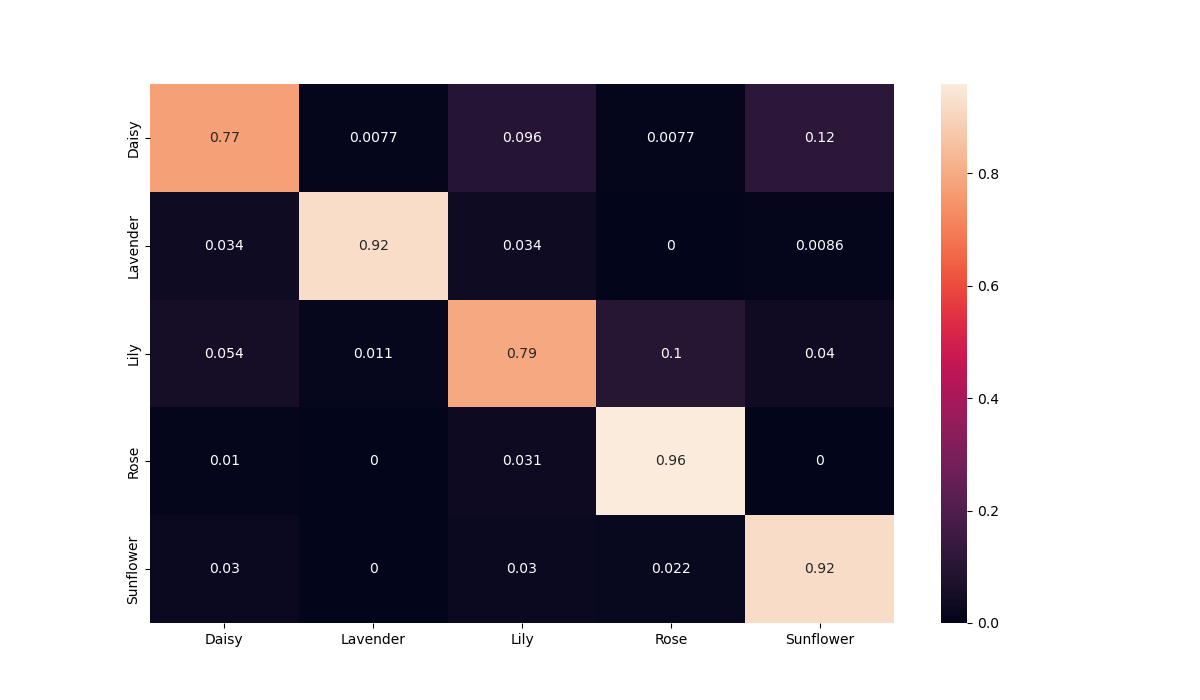 Daisy 0.77 0.0077 0.096 0.0077 0.12
Lavender 0.034 0.92 0.034 0 0.0086
Lily 0.054 0.011 0.79 0.1 0.04
Rose 0.01 0 0.031 0.96 0
Sunflower 0.03 0 0.03 0.022 0.92
Daisy Lavender Lily Rose Sunflower
0.8
0.6
0.4
0.2
0.0